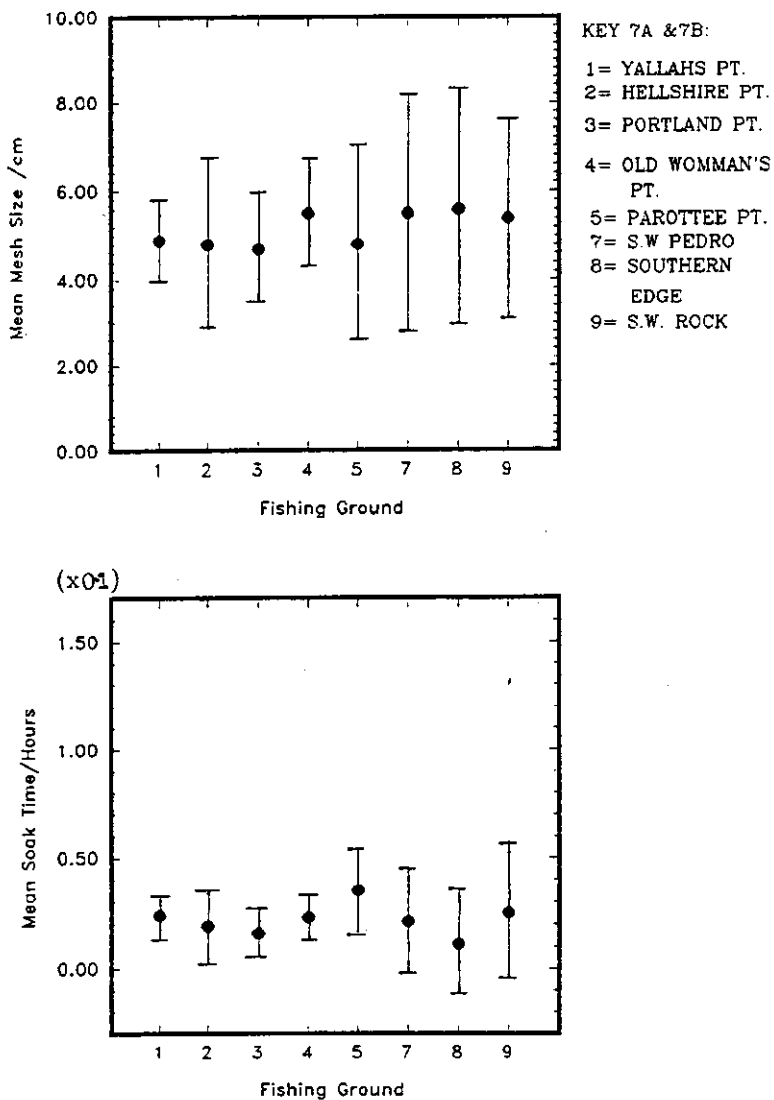 10.00
8.00
6.00
4.00
2.00
0.00
Mean Mesh Size /cm
1 2 3 4 5 7 8 9
Fishing Ground
KEY 7A &7B:
1= YALLAHS PT.
2= HELLSHIRE PT.
3= PORTLAND PT.
4= OLD WOMMAN'S
PT.
5= PAROTTEE PT.
7= S.W PEDRO
8= SOUTHERN
EDGE
9= S.W. ROCK
(x0·1)
1.50
1.00
0.50
0.00
Mean Soak Time/Hours
1 2 3 4 5 7 8 9
Fishing Ground